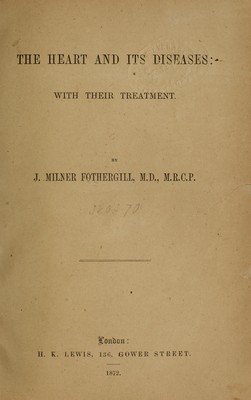 THE HEART AND ITS DISEASES:
WITH THEIR TREATMENT.
BY
J. MILNER FOTHERGILL, M.D., M.R.C.P.
London:
H. K. LEWIS, 136, GOWER STREET.
1872.